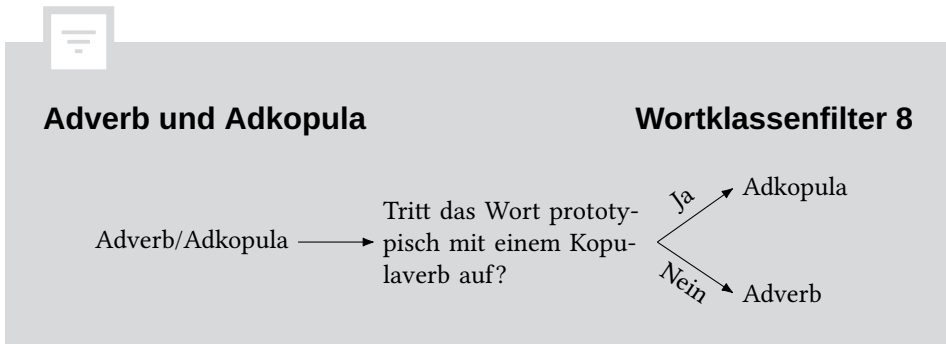 Adverb und Adkopula
Wortklassenfilter 8
Adverb/Adkopula
Tritt das Wort prototy-
pisch mit einem Kopu-
laverb auf?
Ja
Adkopula
Nein
Adverb